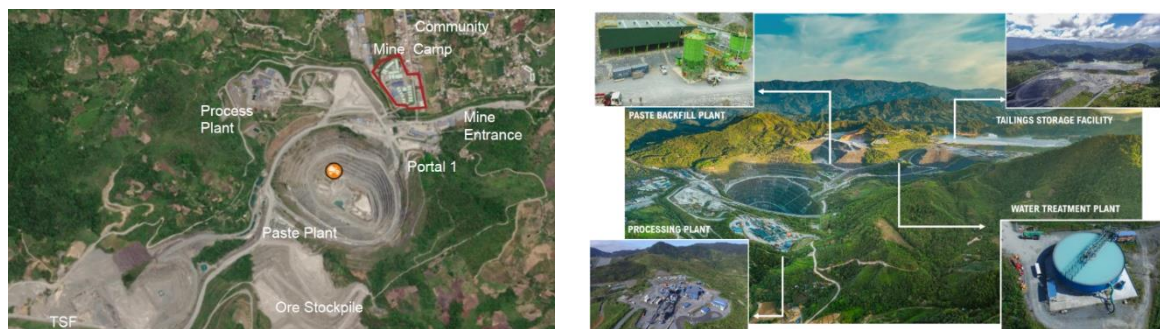 Community
Mine Camp
Process
Plant
Mine
Entrance
Portal 1
Paste Plant
Ore Stockpile
TSF
PASTE BACKFILL PLANT
TAILINGS STORAGE FACILITY
WATER TREATMENT PLANT
PROCESSING PLANT